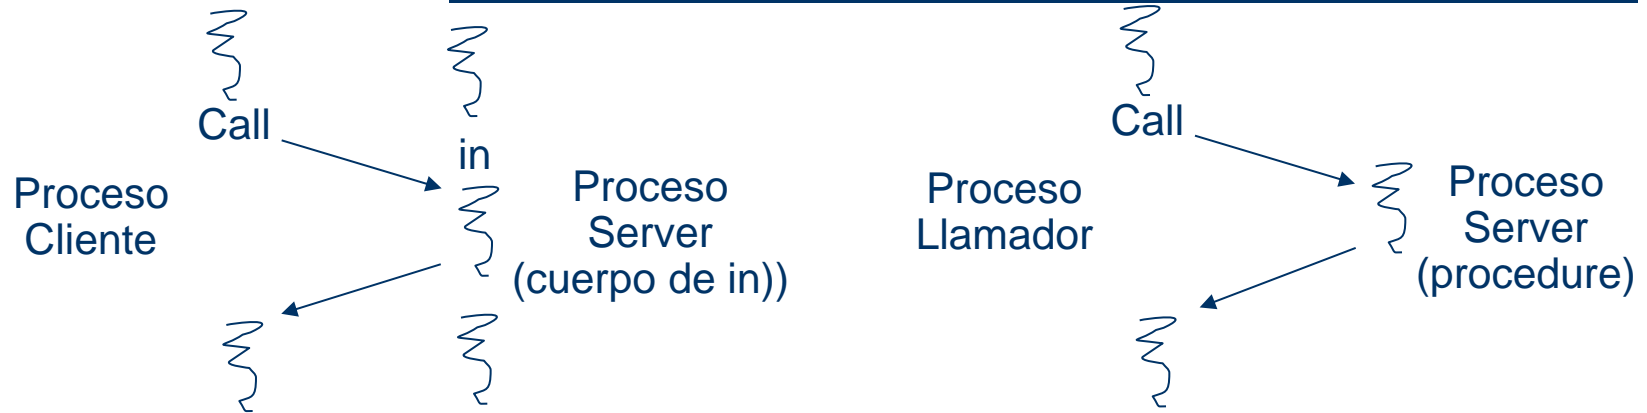 Call
in
Proceso
Cliente
Proceso
Server
(cuerpo de in))
Call
Proceso
Llamador
Proceso
Server
(procedure)